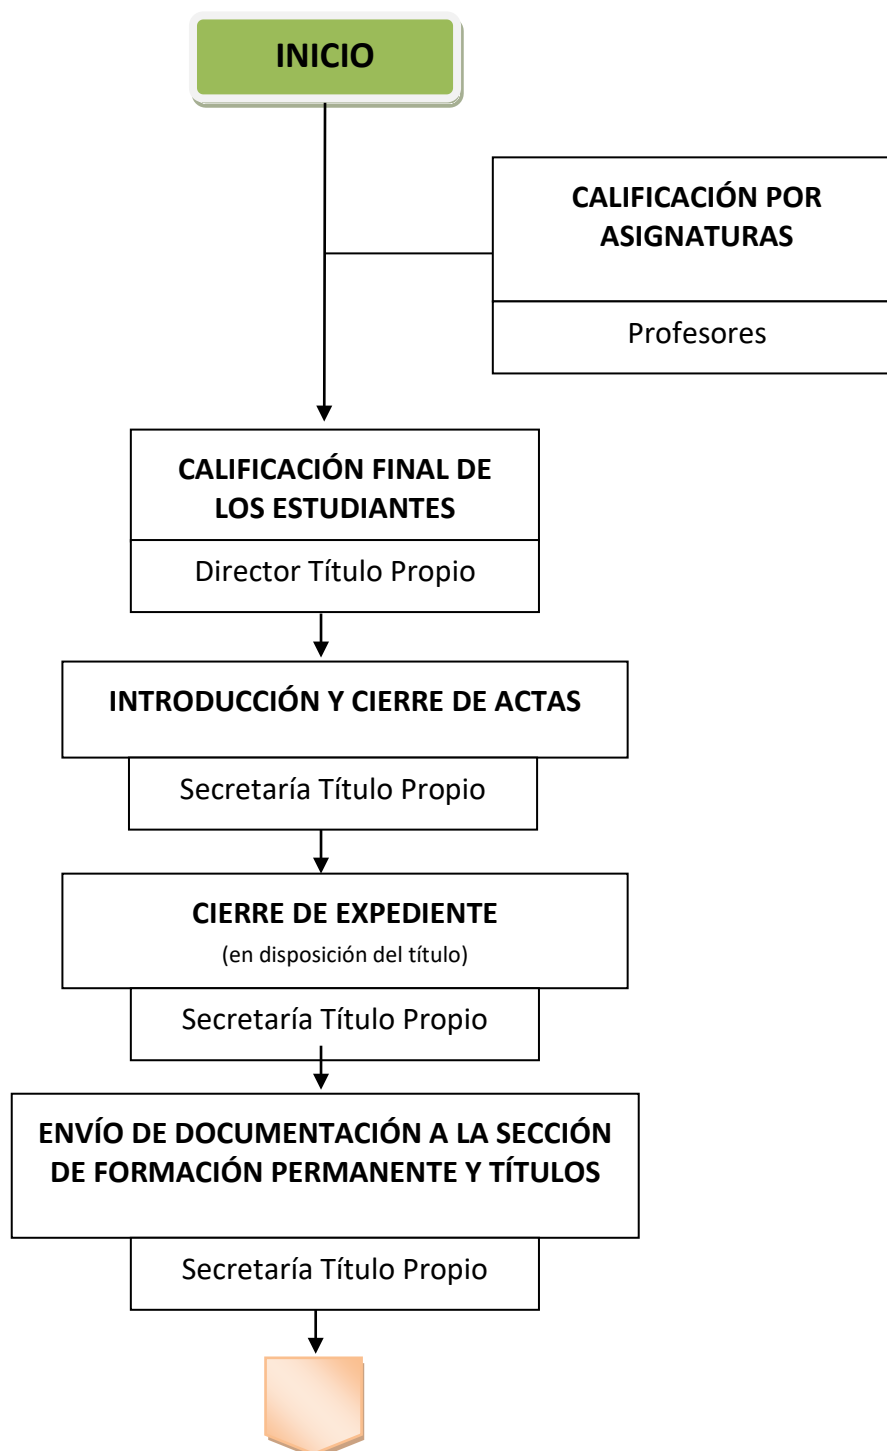 INICIO
CALIFICACIÓN POR
ASIGNATURAS
Profesores
CALIFICACIÓN FINAL DE
LOS ESTUDIANTES
Director Título Propio
INTRODUCCIÓN Y CIERRE DE ACTAS
Secretaría Título Propio
CIERRE DE EXPEDIENTE
(en disposición del título)
Secretaría Título Propio
ENVÍO DE DOCUMENTACIÓN A LA SECCIÓN
DE FORMACIÓN PERMANENTE Y TÍTULOS
Secretaría Título Propio